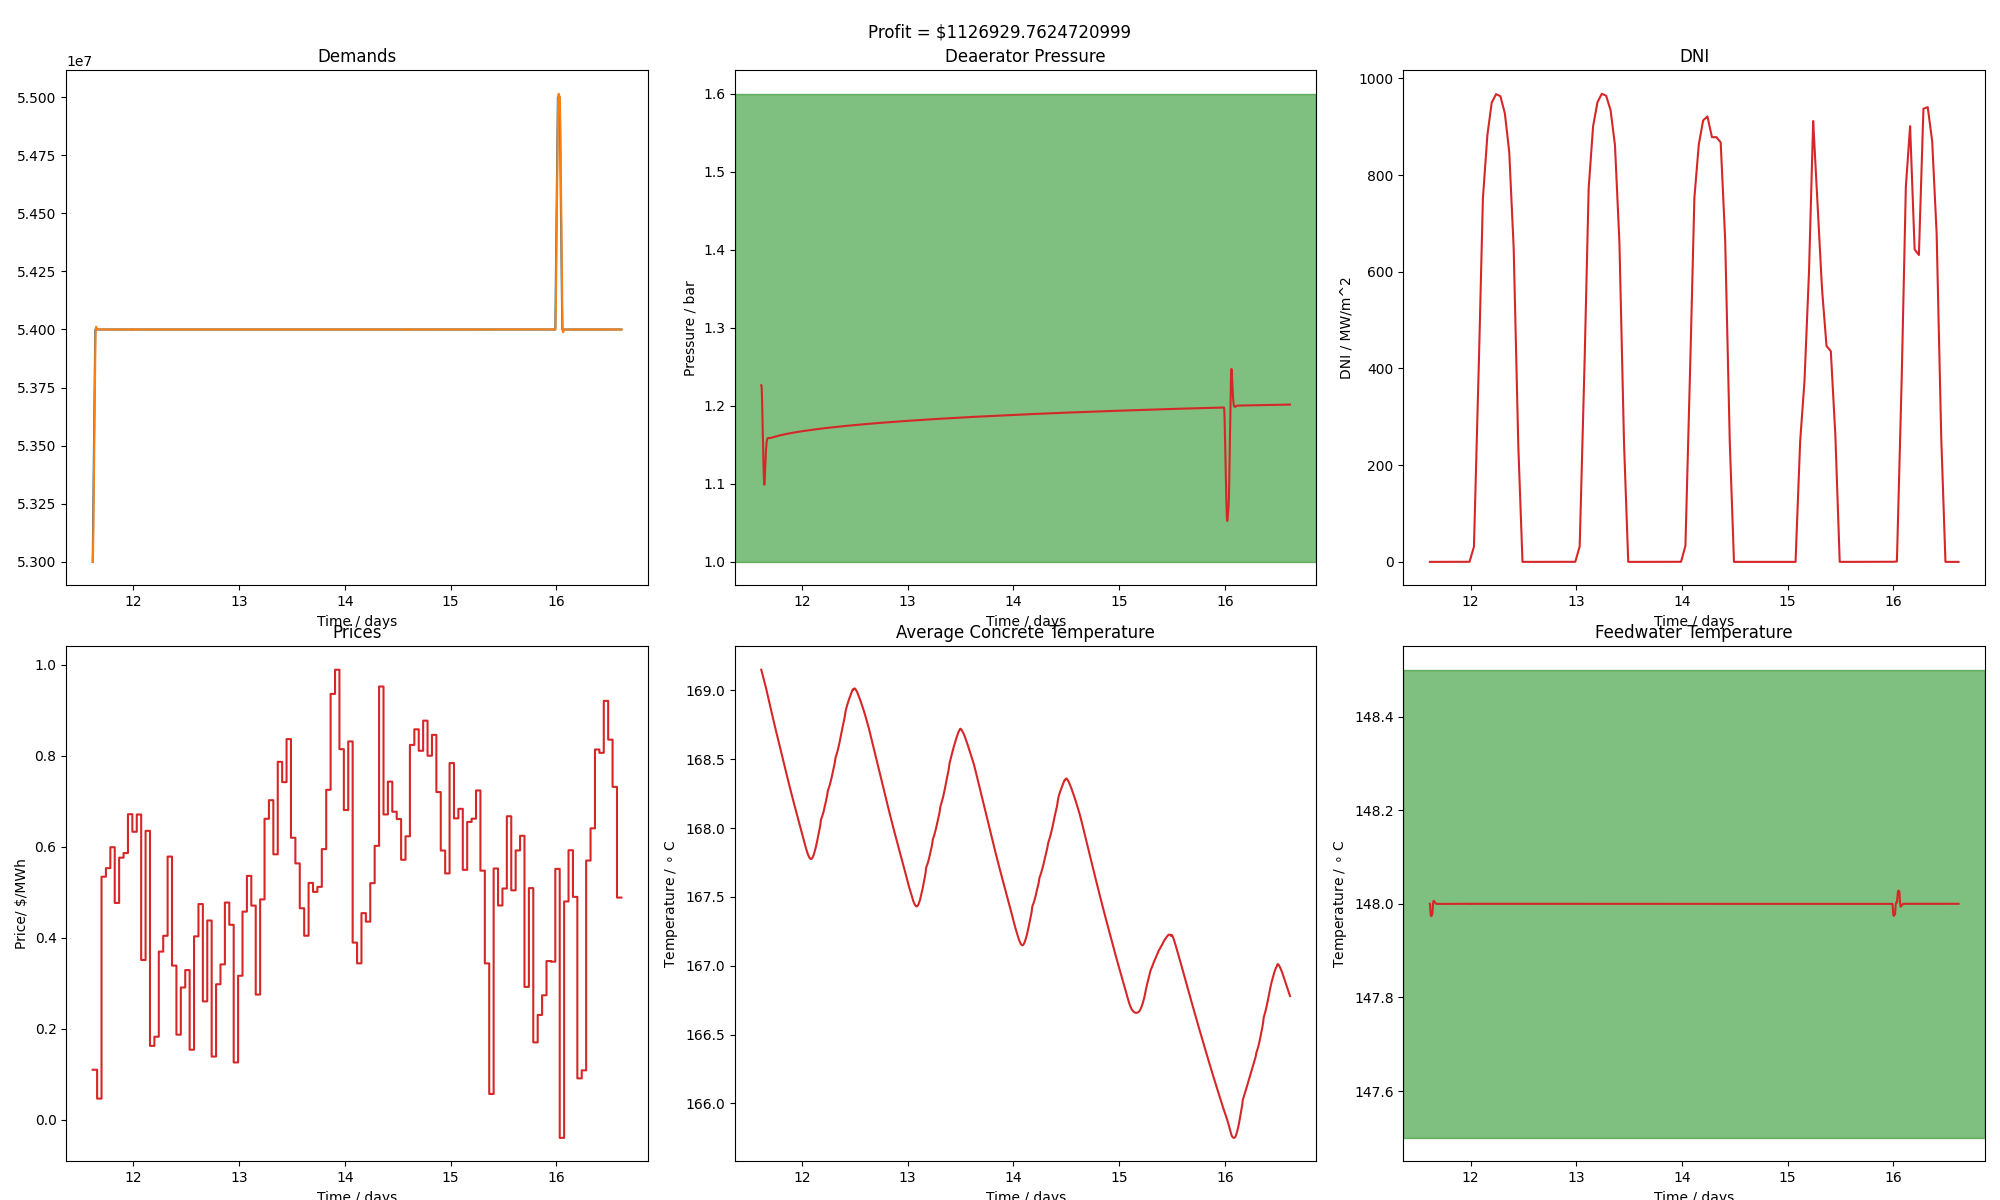 Profit = $1126929.7624720999
Demands
1e7
5.500
5.475
5.450
5.425
5.400
5.375
5.350
5.325
5.300
12 13 14 15 16
Time / days
Deaerator Pressure
Pressure / bar
1.6
1.5
1.4
1.3
1.2
1.1
1.0
12 13 14 15 16
Time / days
DNI
DNI / MW/m^2
1000
800
600
400
200
0
12 13 14 15 16
Time / days
Prices
Price/ $/MWh
1.0
0.8
0.6
0.4
0.2
0.0
12 13 14 15 16
Time / days
Average Concrete Temperature
Temperature / ∘ C
169.0
168.5
168.0
167.5
167.0
166.5
166.0
12 13 14 15 16
Time / days
Feedwater Temperature
Temperature / ∘ C
148.4
148.2
148.0
147.8
147.6
12 13 14 15 16
Time / days